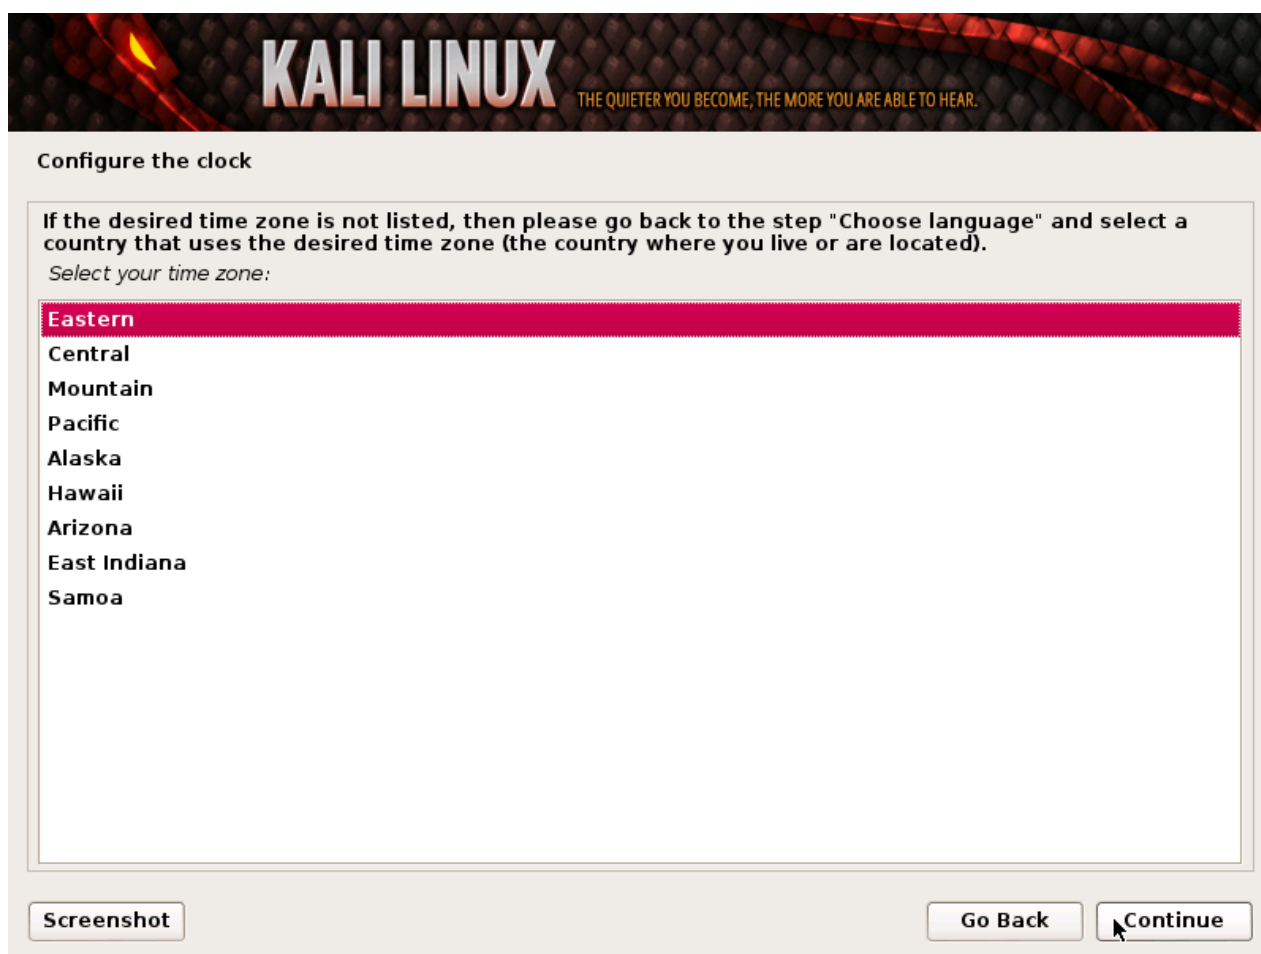 KALI LINUX
THE QUIETER YOU BECOME, THE MORE YOU ARE ABLE TO HEAR.
Configure the clock
If the desired time zone is not listed, then please go back to the step "Choose language" and select a
country that uses the desired time zone (the country where you live or are located).
Select your time zone:
Eastern
Central
Mountain
Pacific
Alaska
Hawaii
Arizona
East Indiana
Samoa
Screenshot
Go Back
Continue